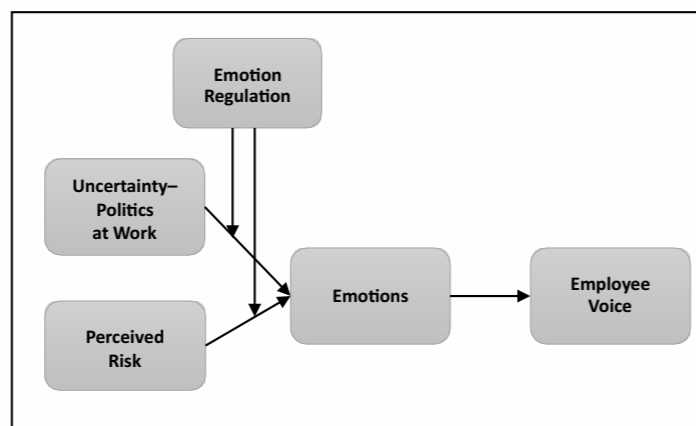 Emotion
Regulation
Uncertainty–
Politics
at Work
Emotions
Employee
Voice
Perceived
Risk